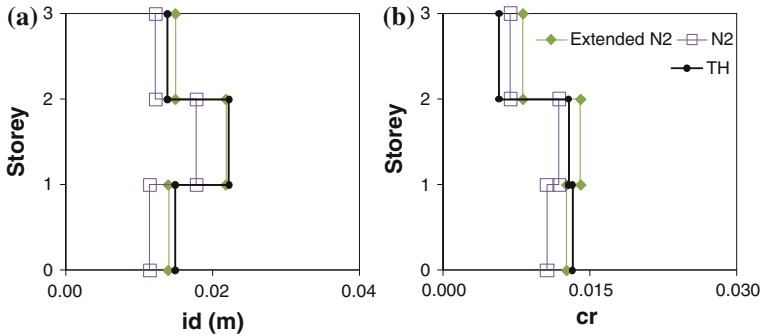 (a)
Storey
3
2
1
0
0.00
0.02
0.04
id (m)
(b)
Storey
3
2
1
0
0.000
0.015
0.030
cr
Extended N2
N2
TH